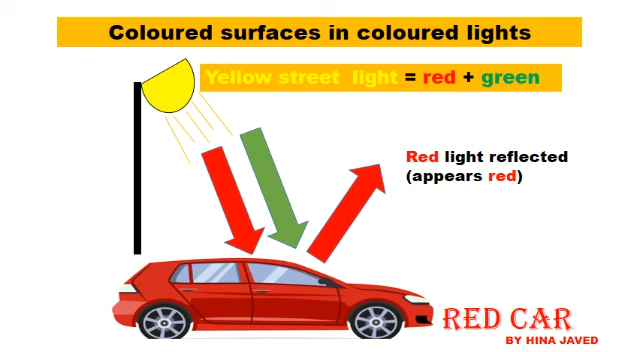 Coloured surfaces in coloured lights
Yellow street light = red + green
Red light reflected
(appears red)
RED CAR
BY HINA JAVED